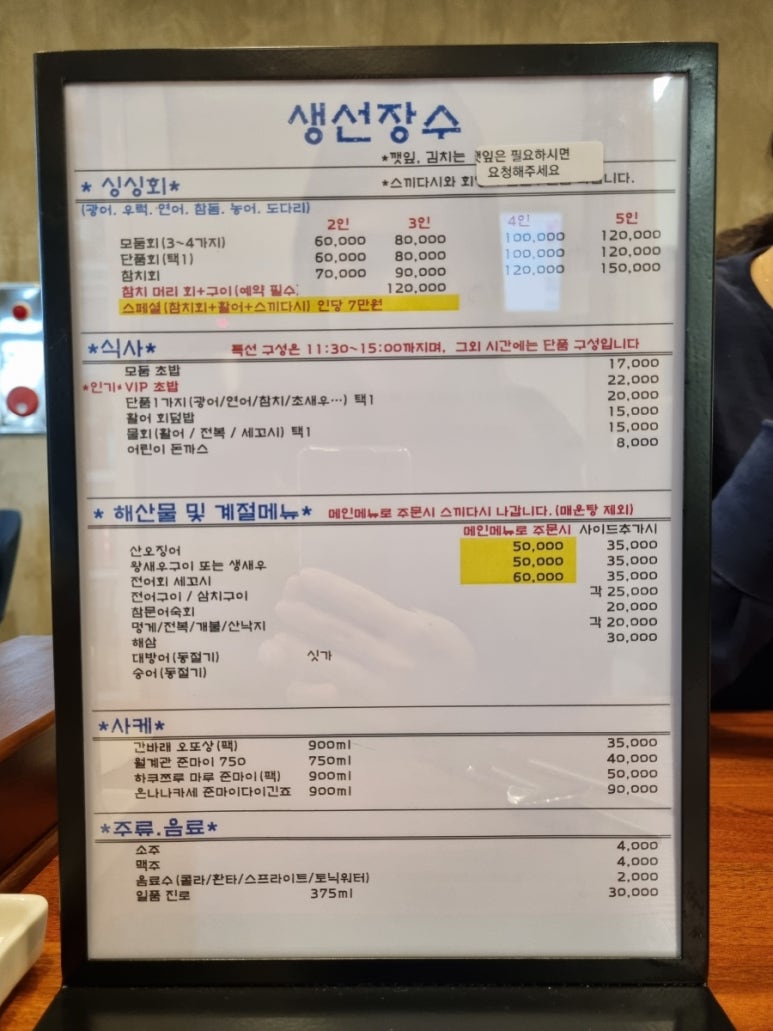 생선장수
*깻잎, 김치는
깻잎은 필요하시면
요청해주세요
* 싱싱회*
*스끼다시와 회 니다.
(광어. 우럭. 연어. 참돔. 농어. 도다리)
2인 3인 4인 5인
모둠회(3~4가지) 60,000 80,000 100,000 120,000
단품회(택1) 60,000 80,000 100,000 120,000
참치회 70,000 90,000 120,000 150,000
참치 머리 회+구이(예약 필수) 120,000
스페셜(참치회+활어+스끼다시) 인당 7만원
*식사* 특선 구성은 11:30~15:00까지며, 그외 시간에는 단품 구성입니다
모둠 초밥 17,000
*인기*VIP 초밥 22,000
단품1가지(광어/연어/참치/초새우…) 택1 20,000
활어 회덮밥 15,000
물회(활어 / 전복 / 세꼬시) 택1 15,000
어린이 돈까스 8,000
* 해산물 및 계절메뉴* 메인메뉴로 주문시 스끼다시 나갑니다.(매운탕 제외)
메인메뉴로 주문시 사이드추가시
산오징어 50,000 35,000
왕새우구이 또는 생새우 50,000 35,000
전어회 세꼬시 60,000 35,000
전어구이 / 삼치구이 각 25,000
참문어숙회 20,000
멍게/전복/개불/산낙지 각 20,000
해삼 30,000
대방어(동절기) 싯가
숭어(동절기)
*사케*
간바래 오또상(팩) 900ml 35,000
월계관 준마이 750 750ml 40,000
하쿠쯔루 마루 준마이(팩) 900ml 50,000
온나나카세 준마이다이긴죠 900ml 90,000
*주류.음료*
소주 4,000
맥주 4,000
음료수(콜라/환타/스프라이트/토닉워터) 2,000
일품 진로 375ml 30,000